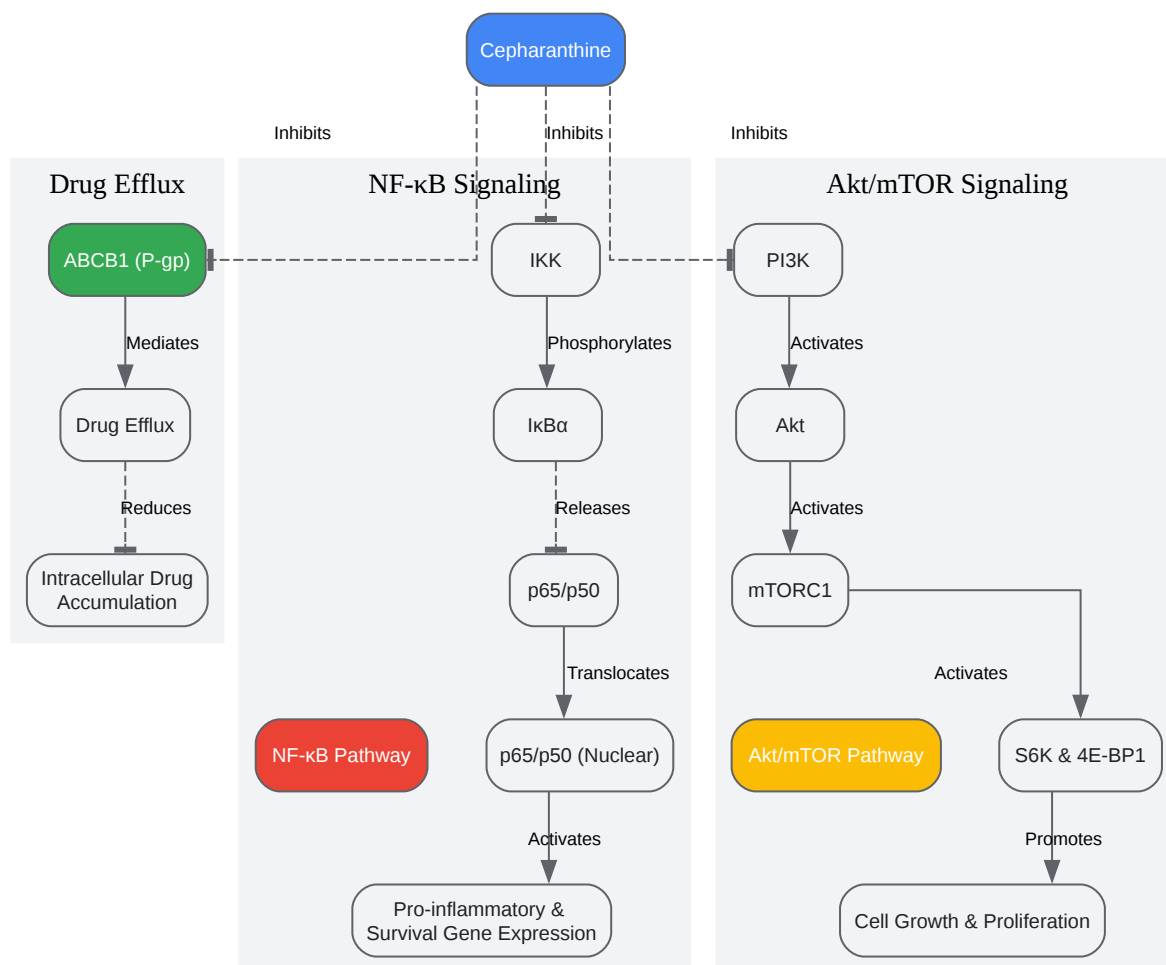 Cepharanthine
Inhibits
Inhibits
Inhibits
Drug Efflux
NF-κB Signaling
Akt/mTOR Signaling
ABCB1 (P-gp)
IKK
PI3K
Mediates
Phosphorylates
Activates
Drug Efflux
IκBα
Akt
Reduces
Releases
Activates
Intracellular Drug
Accumulation
p65/p50
mTORC1
Translocates
Activates
NF-κB Pathway
p65/p50 (Nuclear)
Akt/mTOR Pathway
S6K & 4E-BP1
Activates
Promotes
Pro-inflammatory &
Survival Gene Expression
Cell Growth & Proliferation